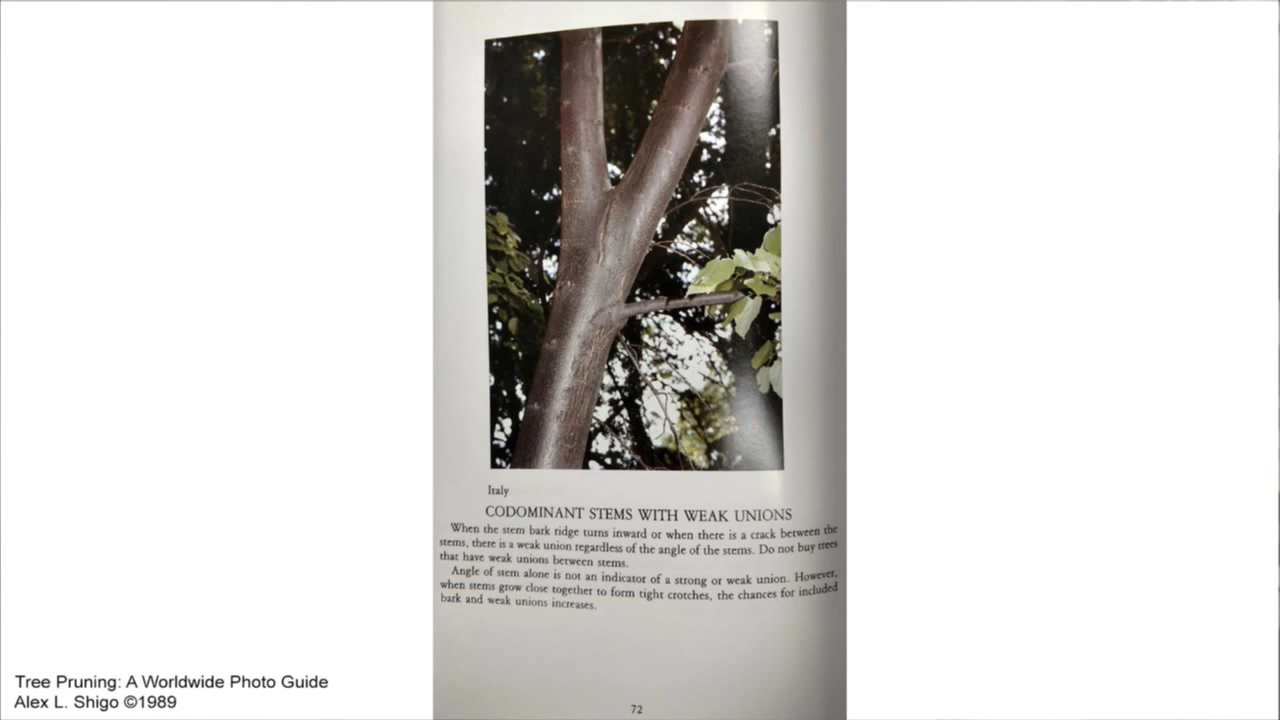 Italy
CODOMINANT STEMS WITH WEAK UNIONS
When the stem bark ridge turns inward or when there is a crack between the
stems, there is a weak union regardless of the angle of the stems. Do not buy trees
that have weak unions between stems.
Angle of stem alone is not an indicator of a strong or weak union. However,
when stems grow close together to form tight crotches, the chances for included
bark and weak unions increases.
72
Tree Pruning: A Worldwide Photo Guide
Alex L. Shigo ©1989